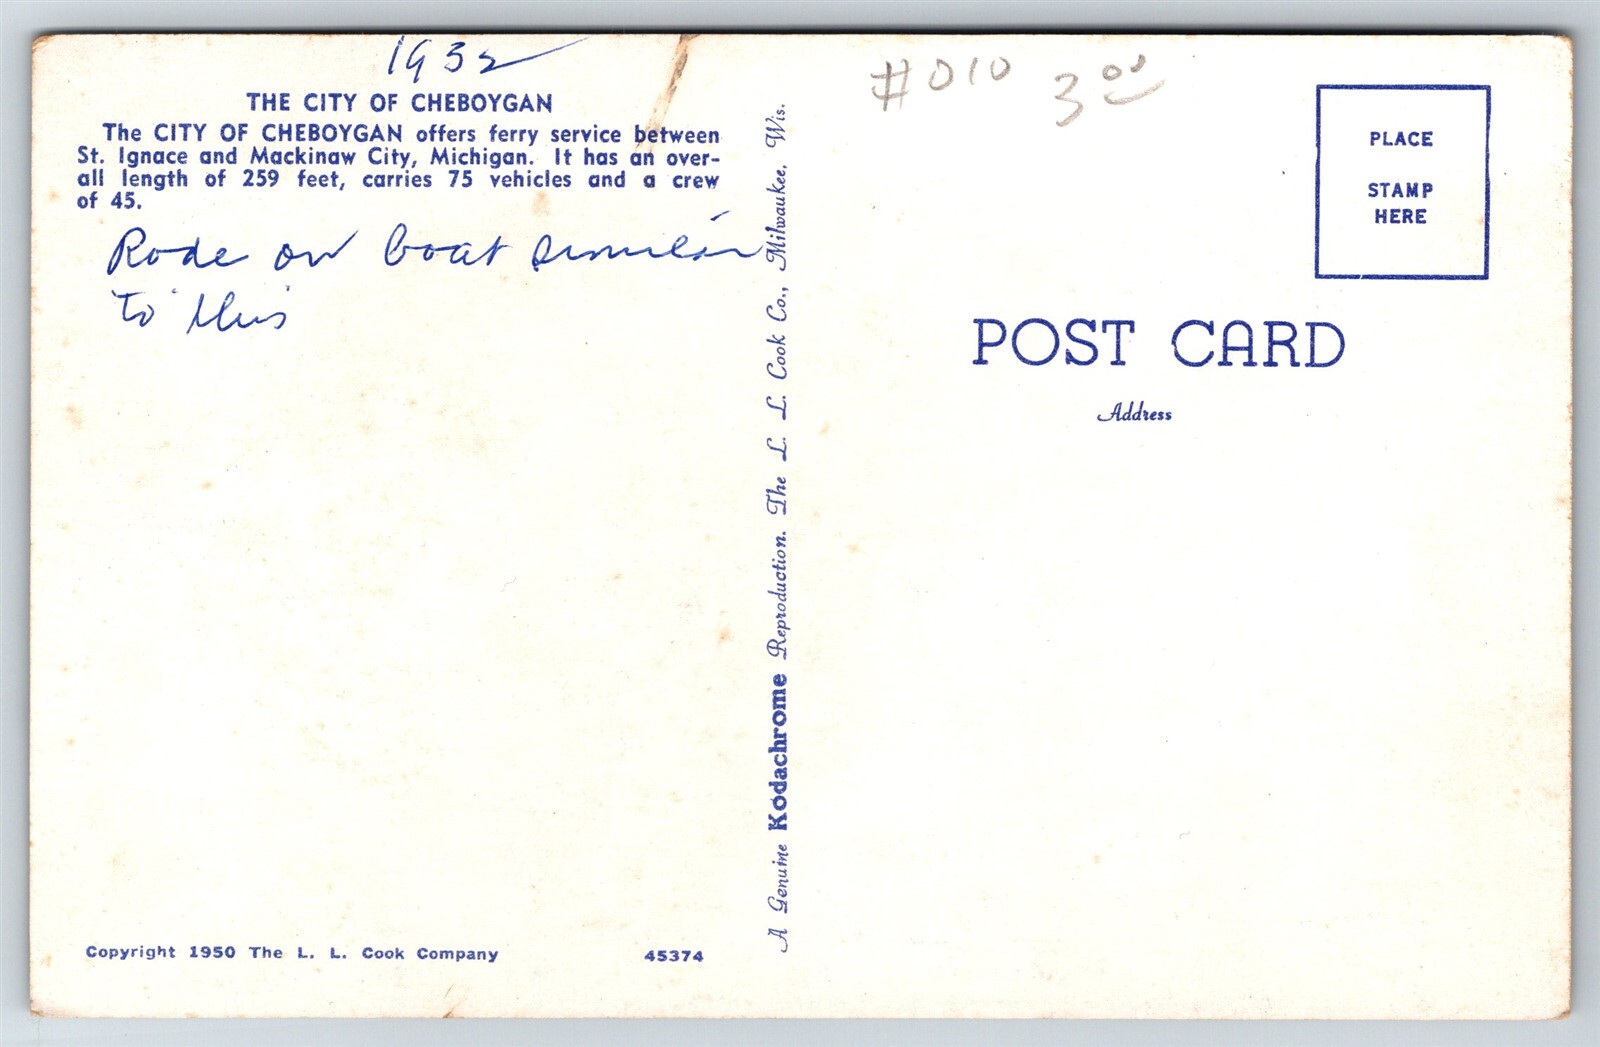 1952
THE CITY OF CHEBOYGAN
The CITY OF CHEBOYGAN offers ferry service between
St. Ignace and Mackinaw City, Michigan. It has an over-
all length of 259 feet, carries 75 vehicles and a crew
of 45.
Rode on boat similar
to this
Copyright 1950 The L. L. Cook Company
45374
A Genuine Kodachrome Reproduction. The L. L. Cook Co., Milwaukee, Wis.
#010 3.00
PLACE
STAMP
HERE
POST CARD
Address